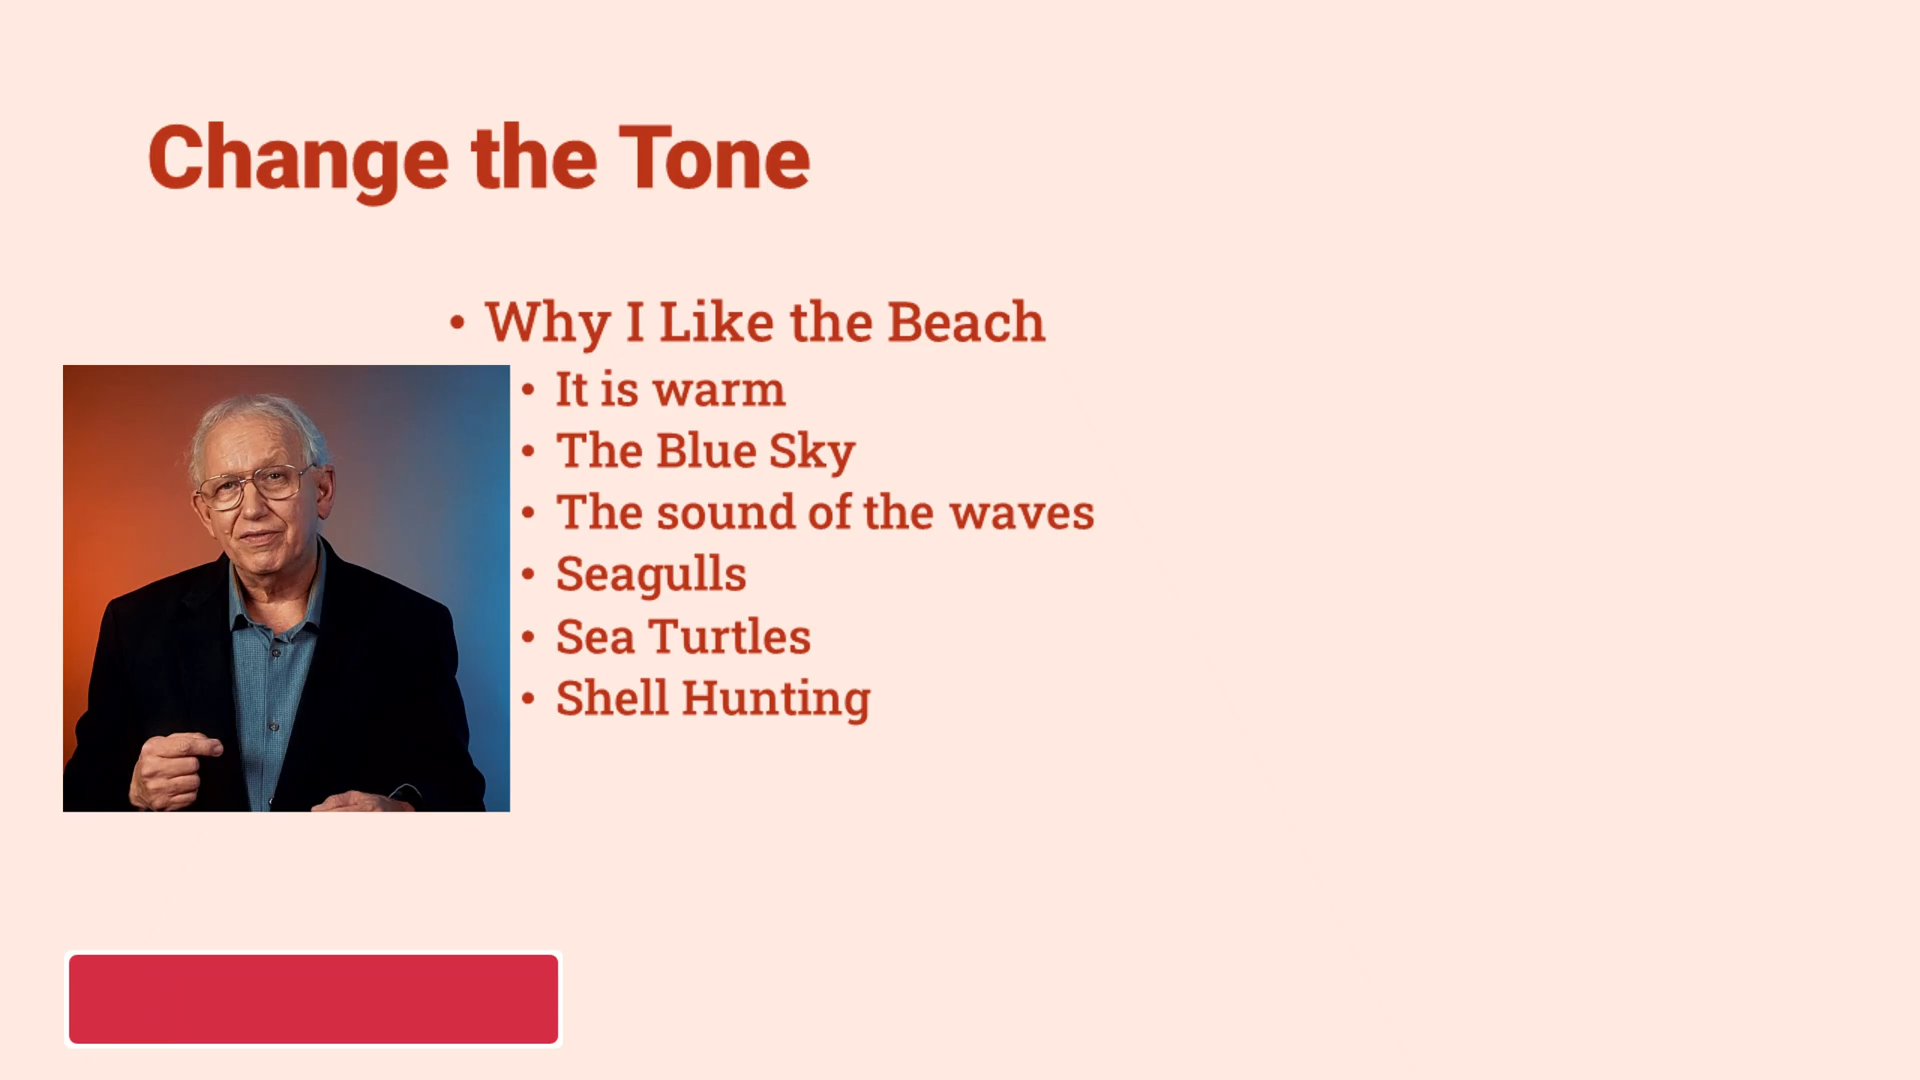 Change the Tone
• Why I Like the Beach
• It is warm
• The Blue Sky
• The sound of the waves
• Seagulls
• Sea Turtles
• Shell Hunting